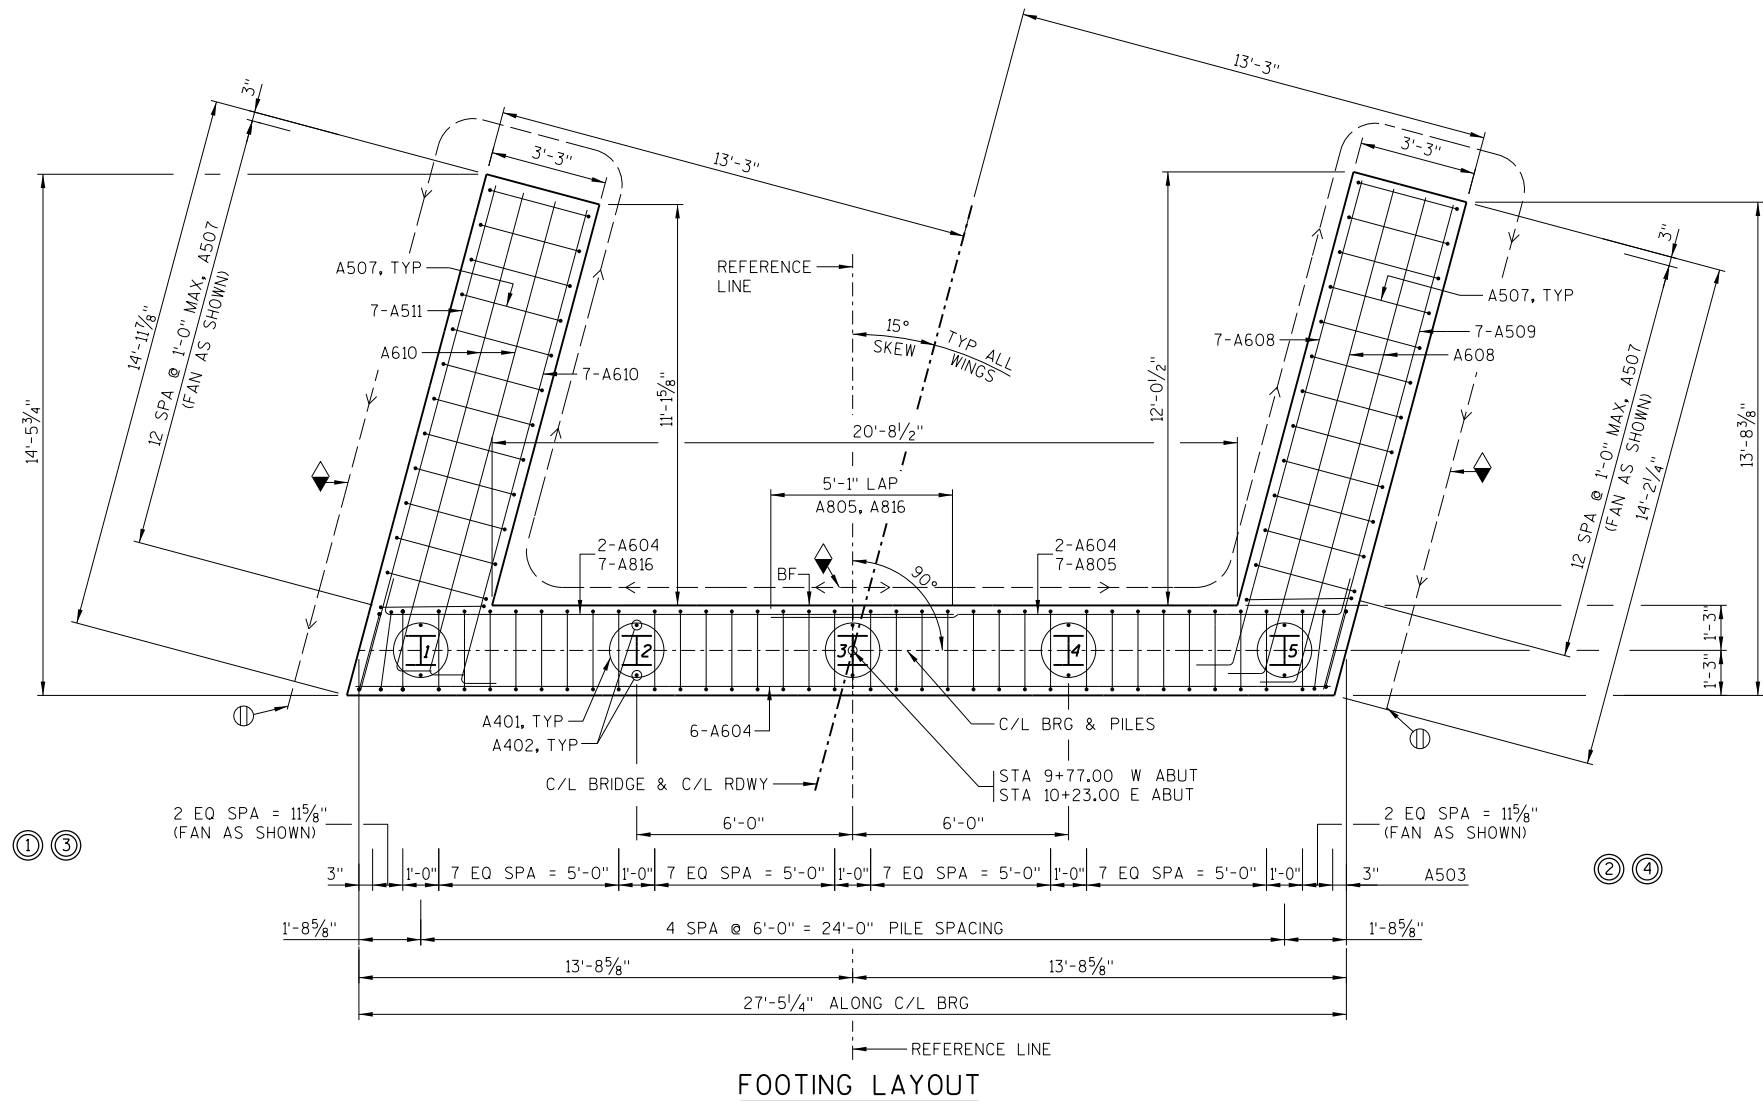 13'-3"
3"
13'-3"
3'-3"
3'-3"
14'-11⅞"
12 SPA @ 1'-0" MAX, A507
(FAN AS SHOWN)
14'-5¾"
A507, TYP
7-A511
A610
7-A610
11'-1⅝"
REFERENCE
LINE
15°
SKEW
TYP ALL
WINGS
12'-0½"
3"
A507, TYP
7-A509
7-A608
A608
12 SPA @ 1'-0" MAX, A507
(FAN AS SHOWN)
14'-2¼"
13'-8⅜"
20'-8½"
5'-1" LAP
A805, A816
2-A604
7-A816
BF
90°
2-A604
7-A805
1'-3"
1'-3"
1
2
3
4
5
A401, TYP
A402, TYP
6-A604
C/L BRG & PILES
C/L BRIDGE & C/L RDWY
STA 9+77.00 W ABUT
STA 10+23.00 E ABUT
2 EQ SPA = 11⅝"
(FAN AS SHOWN)
6'-0"
6'-0"
2 EQ SPA = 11⅝"
(FAN AS SHOWN)
1 3
2 4
3" 1'-0" 7 EQ SPA = 5'-0" 1'-0" 7 EQ SPA = 5'-0" 1'-0" 7 EQ SPA = 5'-0" 1'-0" 7 EQ SPA = 5'-0" 1'-0" 3" A503
1'-8⅝" 4 SPA @ 6'-0" = 24'-0" PILE SPACING 1'-8⅝"
13'-8⅝" 13'-8⅝"
27'-5¼" ALONG C/L BRG
REFERENCE LINE
FOOTING LAYOUT